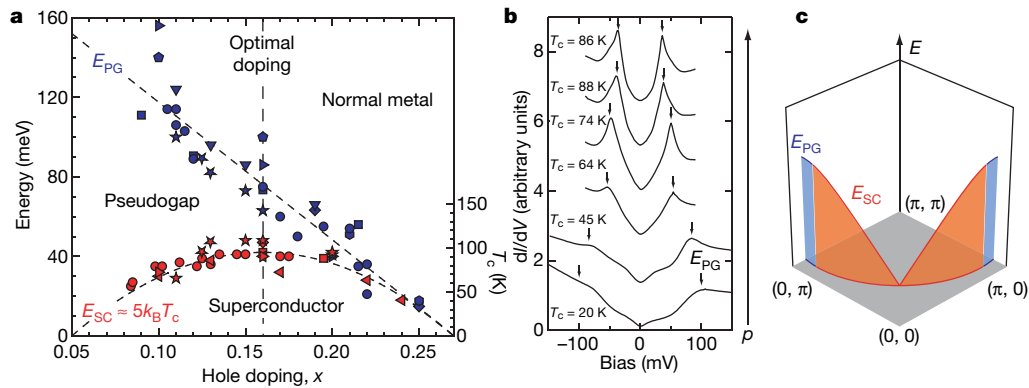 a
160
120
80
40
0
Energy (meV)
E_PG
Optimal
doping
Normal metal
Pseudogap
E_SC ≈ 5k_BT_c
Superconductor
150
100
50
0
T_c (K)
0.05
0.10
0.15
0.20
0.25
Hole doping, x
b
8
6
4
2
0
dI/dV (arbitrary units)
T_c = 86 K
T_c = 88 K
T_c = 74 K
T_c = 64 K
T_c = 45 K
E_PG
T_c = 20 K
–100
0
100
Bias (mV)
p
c
E
E_PG
E_SC
(π, π)
(0, π)
(π, 0)
(0, 0)